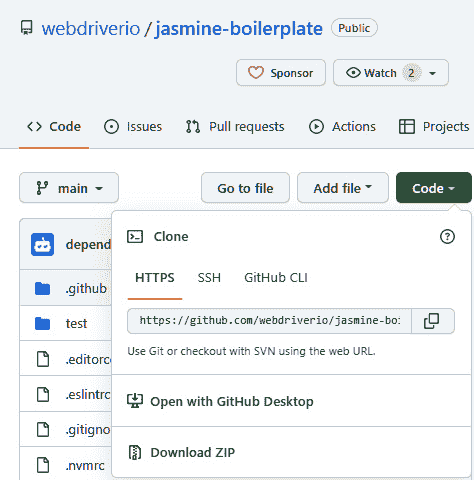 webdriverio / jasmine-boilerplate Public
Sponsor Watch 2
Code Issues Pull requests Actions Projects
main Go to file Add file Code
depend
Clone
.github
HTTPS SSH GitHub CLI
test
https://github.com/webdriverio/jasmine-boi
.editorc
Use Git or checkout with SVN using the web URL.
.eslintrc
Open with GitHub Desktop
.gitigno
.nvmrc
Download ZIP